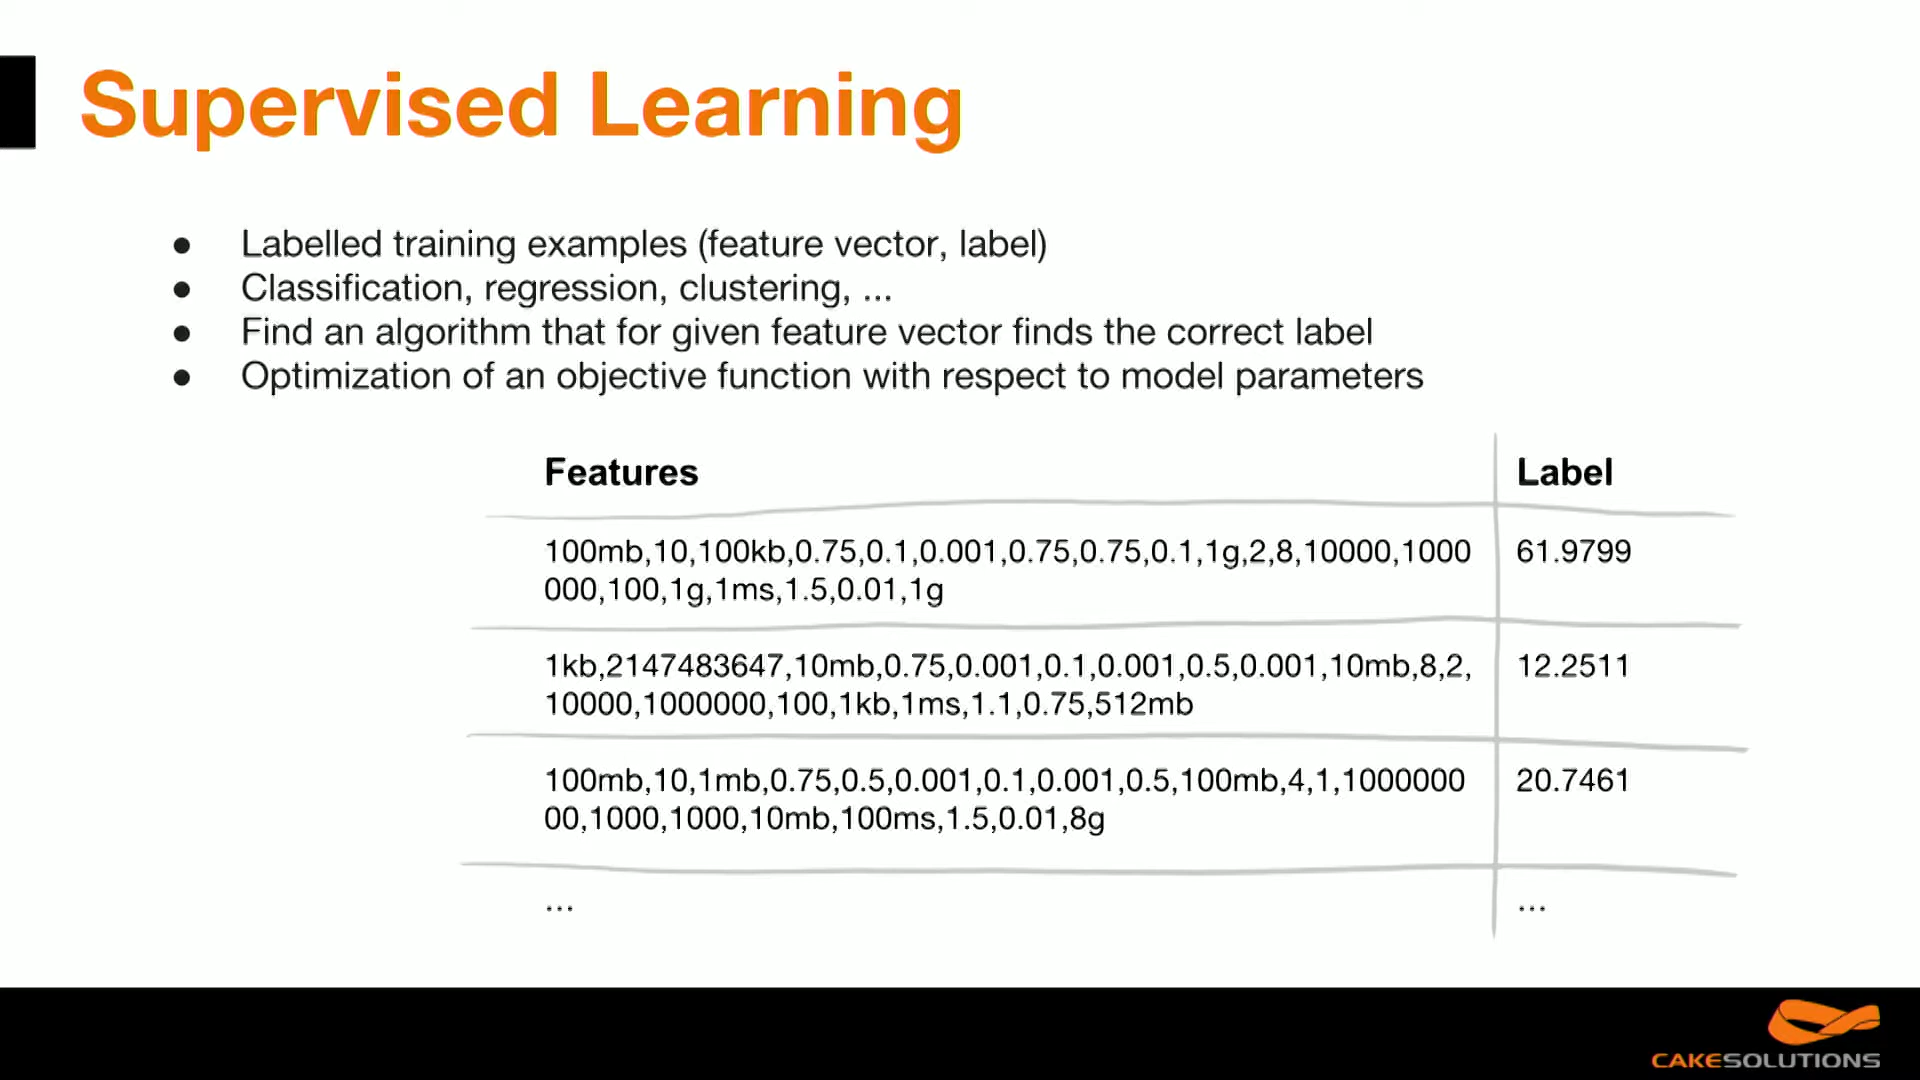 Supervised Learning
● Labelled training examples (feature vector, label)
● Classification, regression, clustering, ...
● Find an algorithm that for given feature vector finds the correct label
● Optimization of an objective function with respect to model parameters
Features Label
100mb,10,100kb,0.75,0.1,0.001,0.75,0.75,0.1,1g,2,8,10000,1000 61.9799
000,100,1g,1ms,1.5,0.01,1g
1kb,2147483647,10mb,0.75,0.001,0.1,0.001,0.5,0.001,10mb,8,2, 12.2511
10000,1000000,100,1kb,1ms,1.1,0.75,512mb
100mb,10,1mb,0.75,0.5,0.001,0.1,0.001,0.5,100mb,4,1,1000000 20.7461
00,1000,1000,10mb,100ms,1.5,0.01,8g
... ...
CAKESOLUTIONS